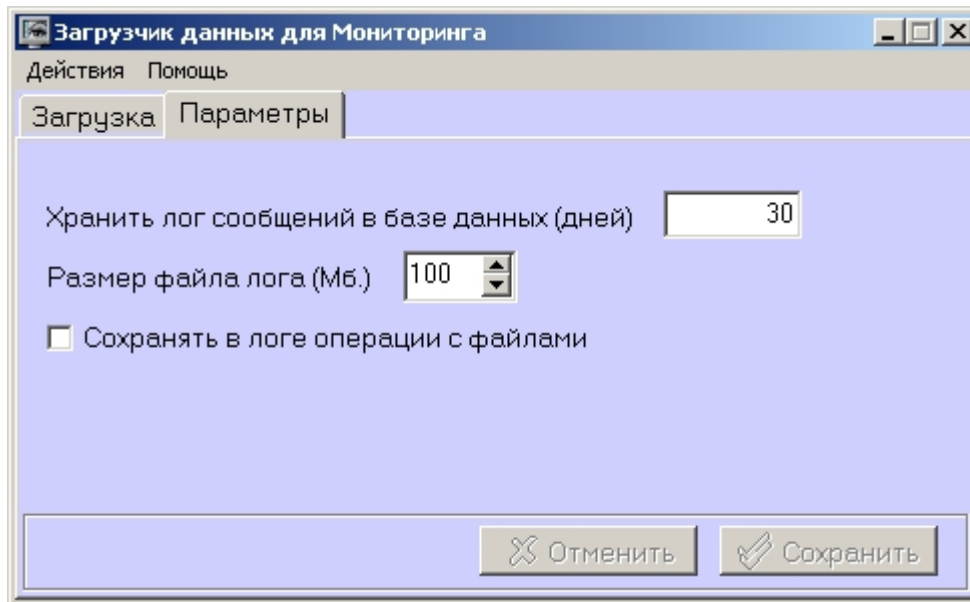 Загрузчик данных для Мониторинга
Действия Помощь
Загрузка Параметры
Хранить лог сообщений в базе данных (дней) 30
Размер файла лога (Мб.) 100
Сохранять в логе операции с файлами
Отменить Сохранить